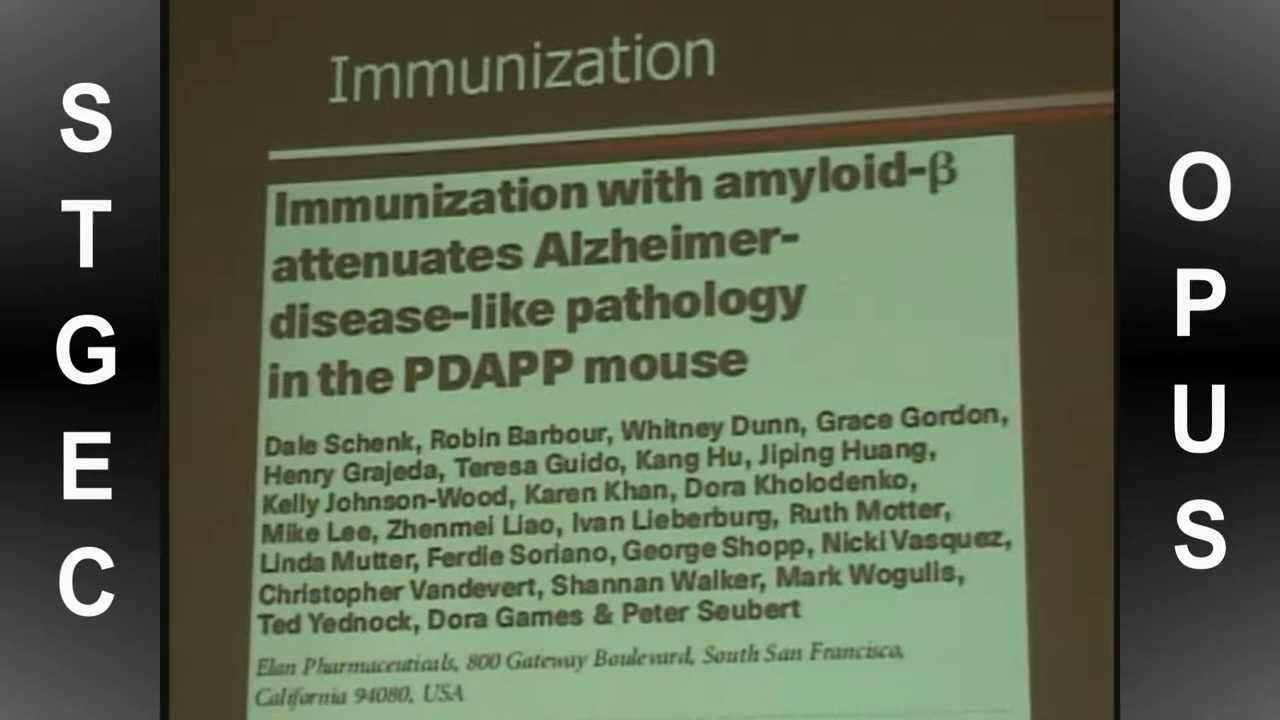 STGEC
Immunization
Immunization with amyloid-β
attenuates Alzheimer-
disease-like pathology
in the PDAPP mouse
Dale Schenk, Robin Barbour, Whitney Dunn, Grace Gordon,
Henry Grajeda, Teresa Guido, Kang Hu, Jiping Huang,
Kelly Johnson-Wood, Karen Khan, Dora Kholodenko,
Mike Lee, Zhenmei Liao, Ivan Lieberburg, Ruth Motter,
Linda Mutter, Ferdie Soriano, George Shopp, Nicki Vasquez,
Christopher Vandevert, Shannan Walker, Mark Wogulis,
Ted Yednock, Dora Games & Peter Seubert
Elan Pharmaceuticals, 800 Gateway Boulevard, South San Francisco,
California 94080, USA
OPUS